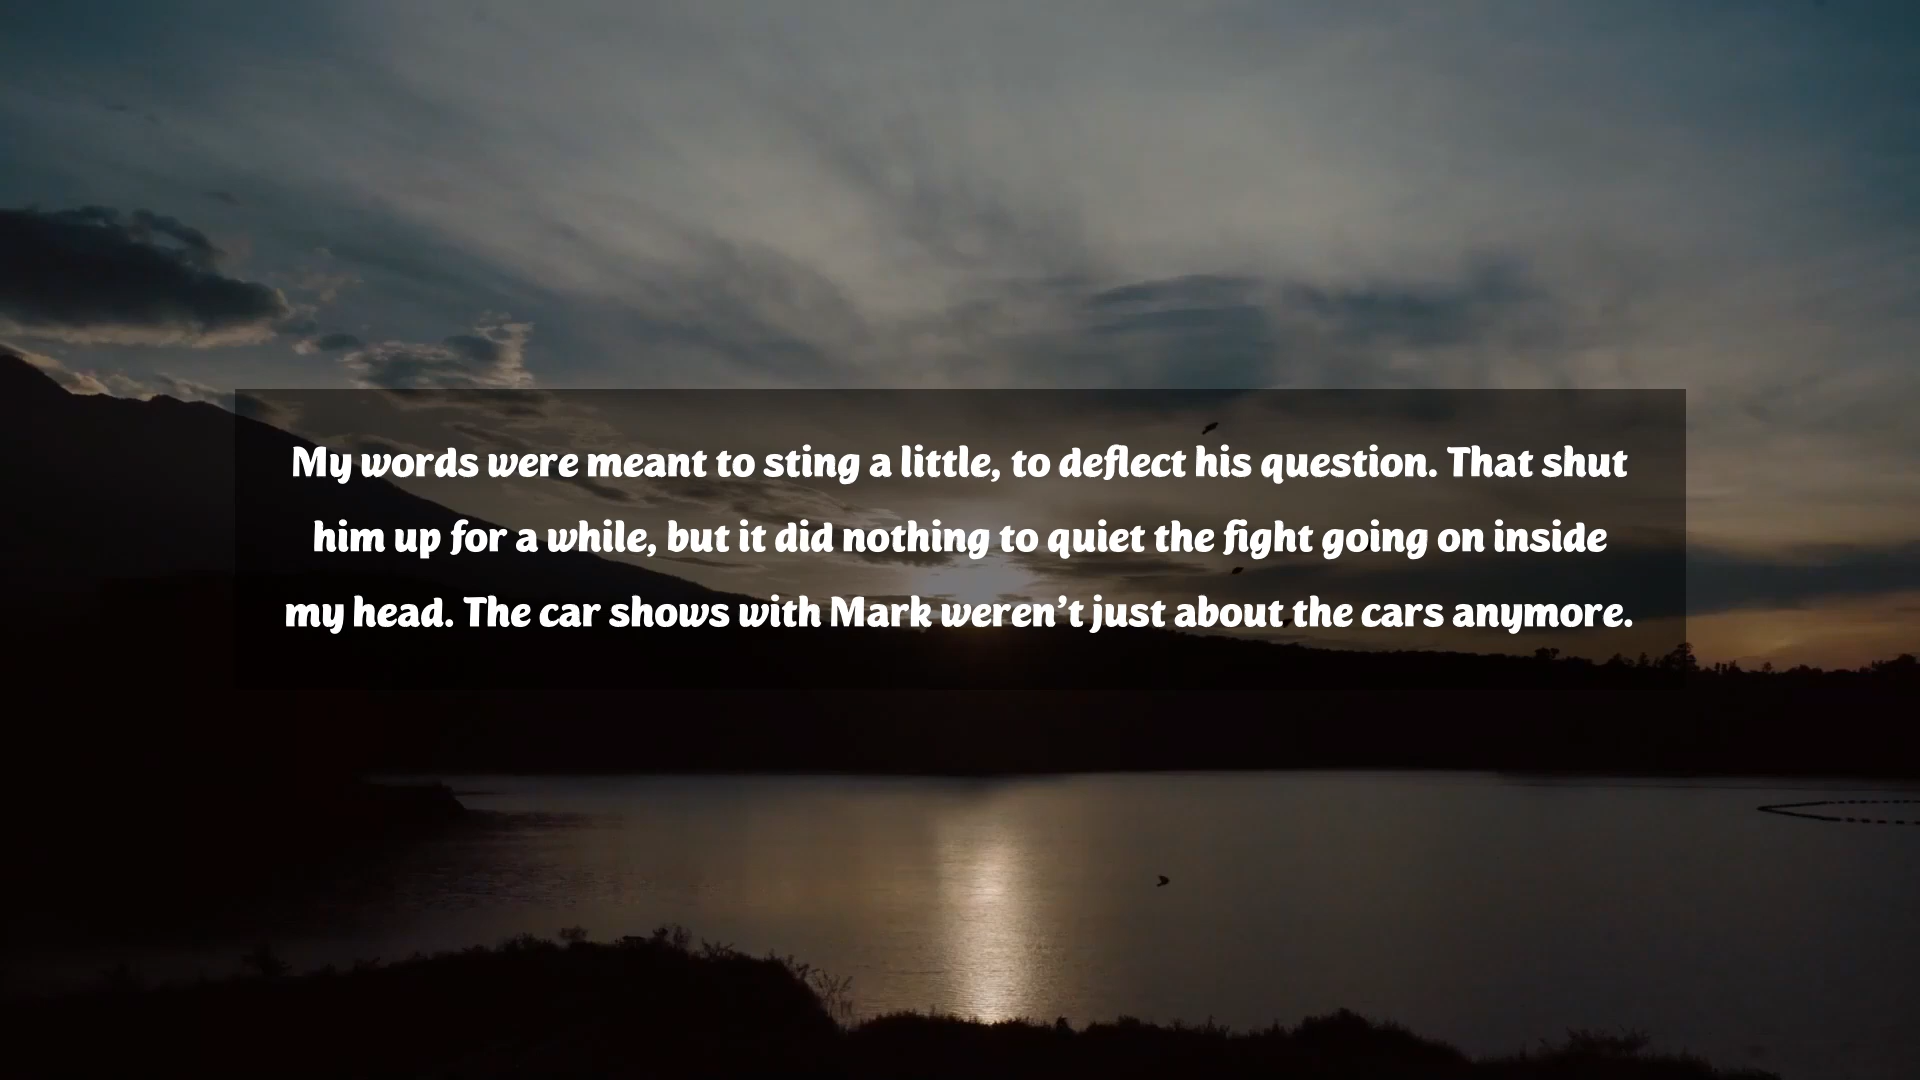 My words were meant to sting a little, to deflect his question. That shut
him up for a while, but it did nothing to quiet the fight going on inside
my head. The car shows with Mark weren’t just about the cars anymore.